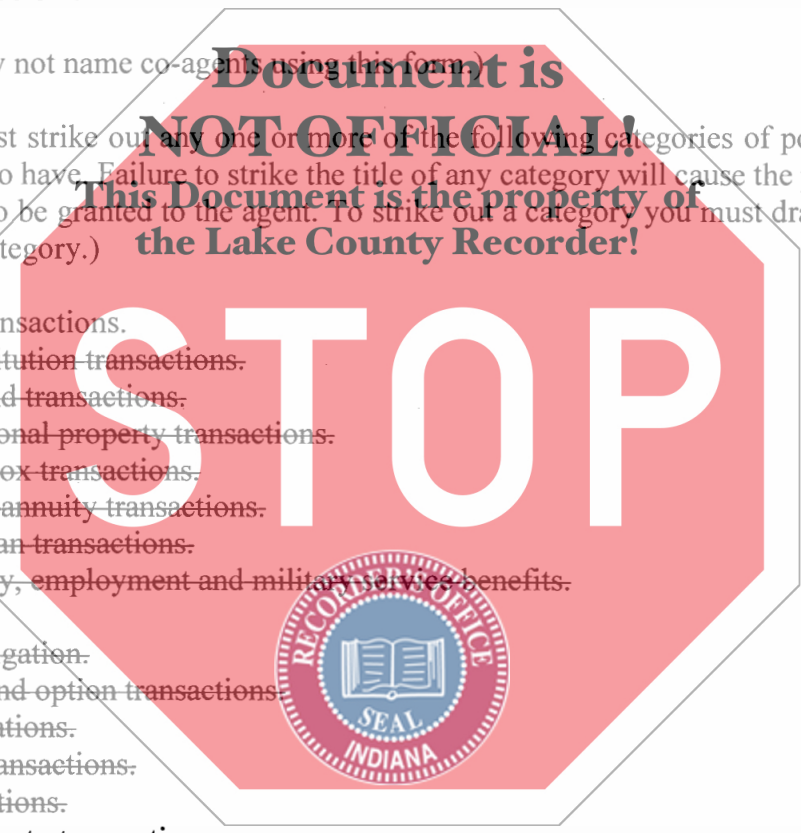 Document is
not name co-agents using this form.)
NOT OFFICIAL!
strike out any one or more of the following categories of
have. Failure to strike the title of any category will cause the
This Document is the property of
be granted to the agent. To strike out a category you must
the Lake County Recorder!
tegory.)
nsactions.
tution transactions.
d transactions.
onal property transactions.
ox transactions.
annuity transactions.
an transactions.
y, employment and military service benefits.
gation.
nd option transactions.
ations.
ansactions.
tions.
STOP
RECORDER'S OFFICE
SEAL
INDIANA